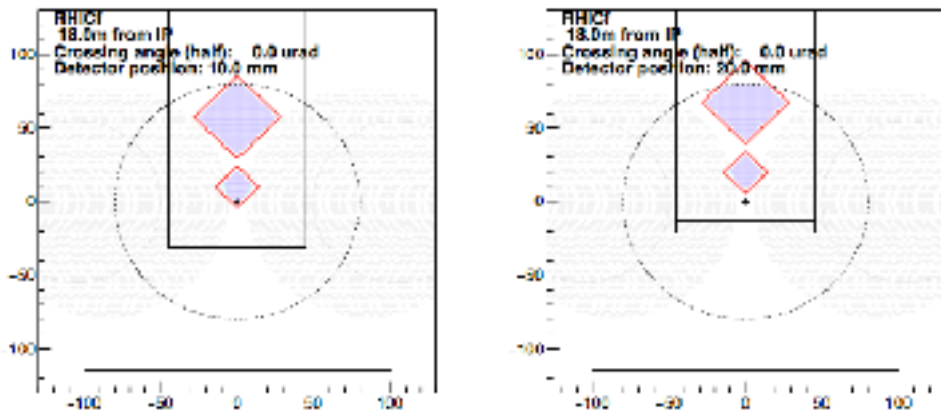 RHICf
18.0m from IP
Crossing angle (half): 0.0 urad
Detector position: 10.0 mm
100
50
0
-50
-100
-100 -50 0 50 100
RHICf
18.0m from IP
Crossing angle (half): 0.0 urad
Detector position: 20.0 mm
100
50
0
-50
-100
-100 -50 0 50 100